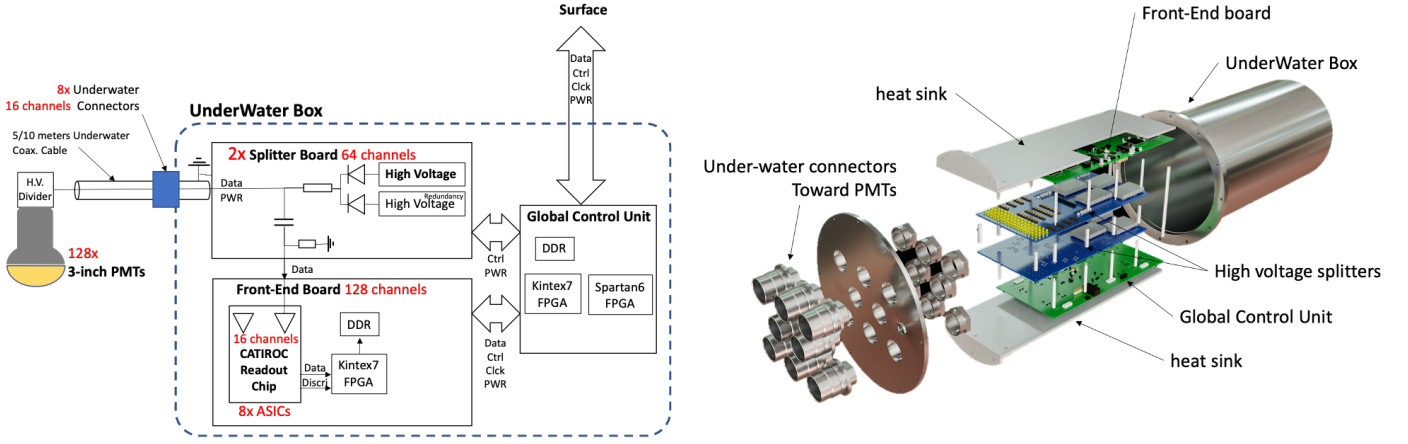 Surface
Data
Ctrl
Clck
PWR
8x Underwater
16 channels Connectors
5/10 meters Underwater
Coax. Cable
H.V.
Divider
128x
3-inch PMTs
UnderWater Box
2x Splitter Board 64 channels
Data
PWR
High Voltage
Redundancy
High Voltage
Ctrl
PWR
Data
Global Control Unit
DDR
Kintex7
FPGA
Spartan6
FPGA
Front-End Board 128 channels
16 channels
CATIROC
Readout
Chip
8x ASICs
Data
Discri
DDR
Kintex7
FPGA
Data
Ctrl
Clck
PWR
Front-End board
UnderWater Box
heat sink
Under-water connectors
Toward PMTs
High voltage splitters
Global Control Unit
heat sink